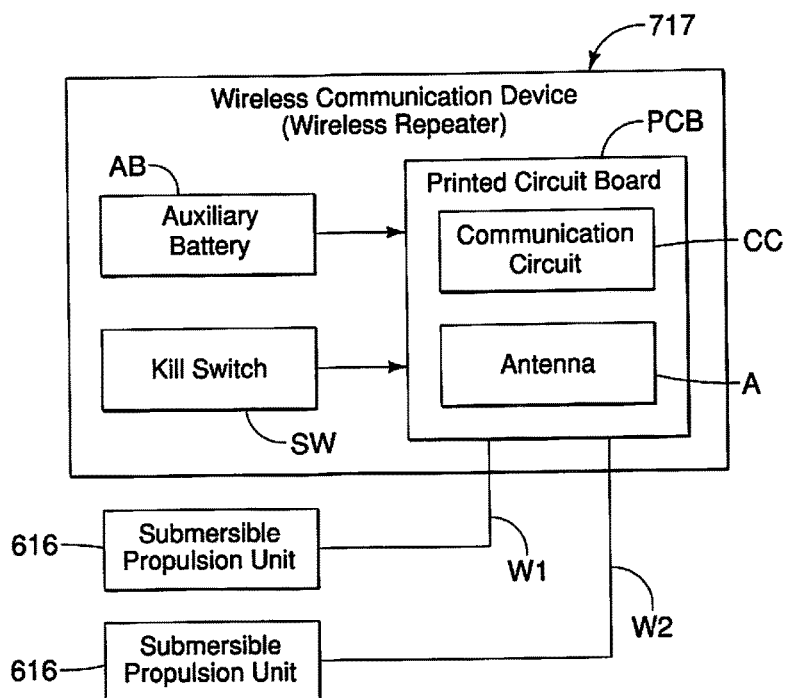 717
Wireless Communication Device
(Wireless Repeater)
PCB
AB
Printed Circuit Board
Auxiliary
Battery
Communication
Circuit
CC
Kill Switch
Antenna
A
SW
616
Submersible
Propulsion Unit
W1
W2
616
Submersible
Propulsion Unit